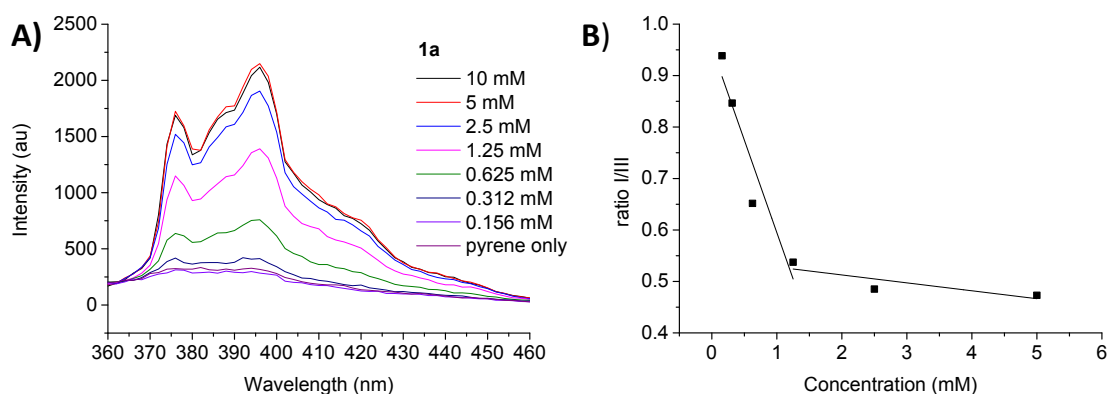 A)
2500
2000
1500
1000
500
0
Intensity (au)
360 370 380 390 400 410 420 430 440 450 460
Wavelength (nm)
1a
10 mM
5 mM
2.5 mM
1.25 mM
0.625 mM
0.312 mM
0.156 mM
pyrene only
B)
1.0
0.9
0.8
0.7
0.6
0.5
0.4
ratio I/III
0 1 2 3 4 5 6
Concentration (mM)